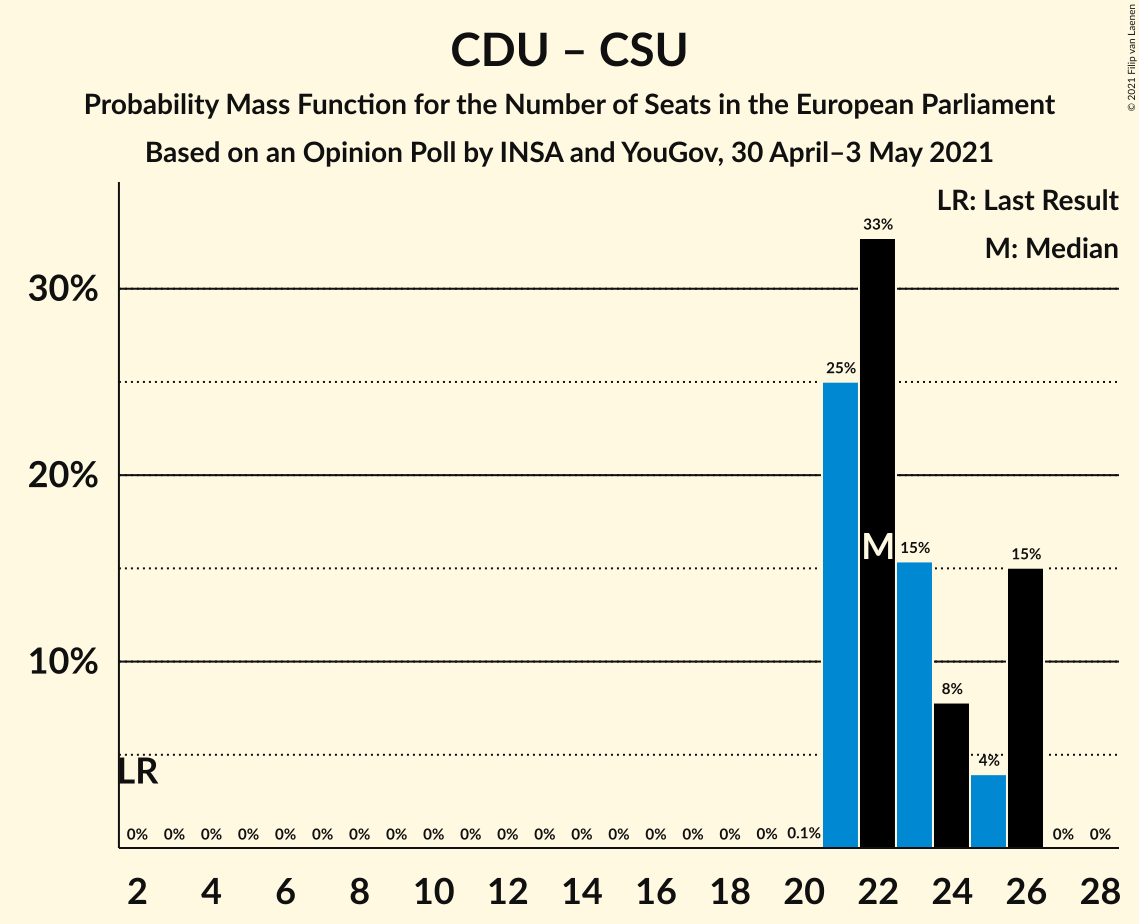 CDU – CSU
Probability Mass Function for the Number of Seats in the European Parliament
Based on an Opinion Poll by INSA and YouGov, 30 April–3 May 2021
© 2021 Filip van Laenen
LR: Last Result
M: Median
33%
30%
25%
20%
M
15%
15%
10%
8%
4%
LR
0% 0% 0% 0% 0% 0% 0% 0% 0% 0% 0% 0% 0% 0% 0% 0% 0% 0% 0.1% 0% 0%
2 4 6 8 10 12 14 16 18 20 22 24 26 28